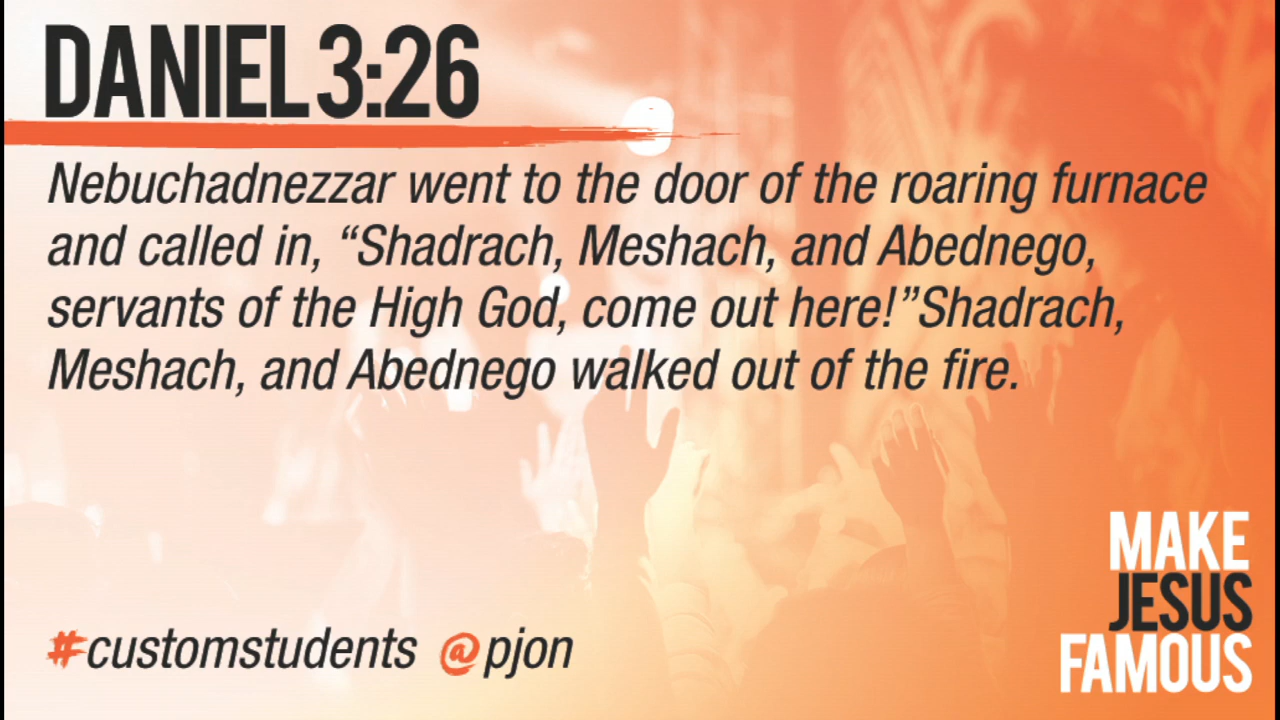 DANIEL 3:26
Nebuchadnezzar went to the door of the roaring furnace
and called in, “Shadrach, Meshach, and Abednego,
servants of the High God, come out here!”Shadrach,
Meshach, and Abednego walked out of the fire.
#customstudents @pjon
MAKE
JESUS
FAMOUS